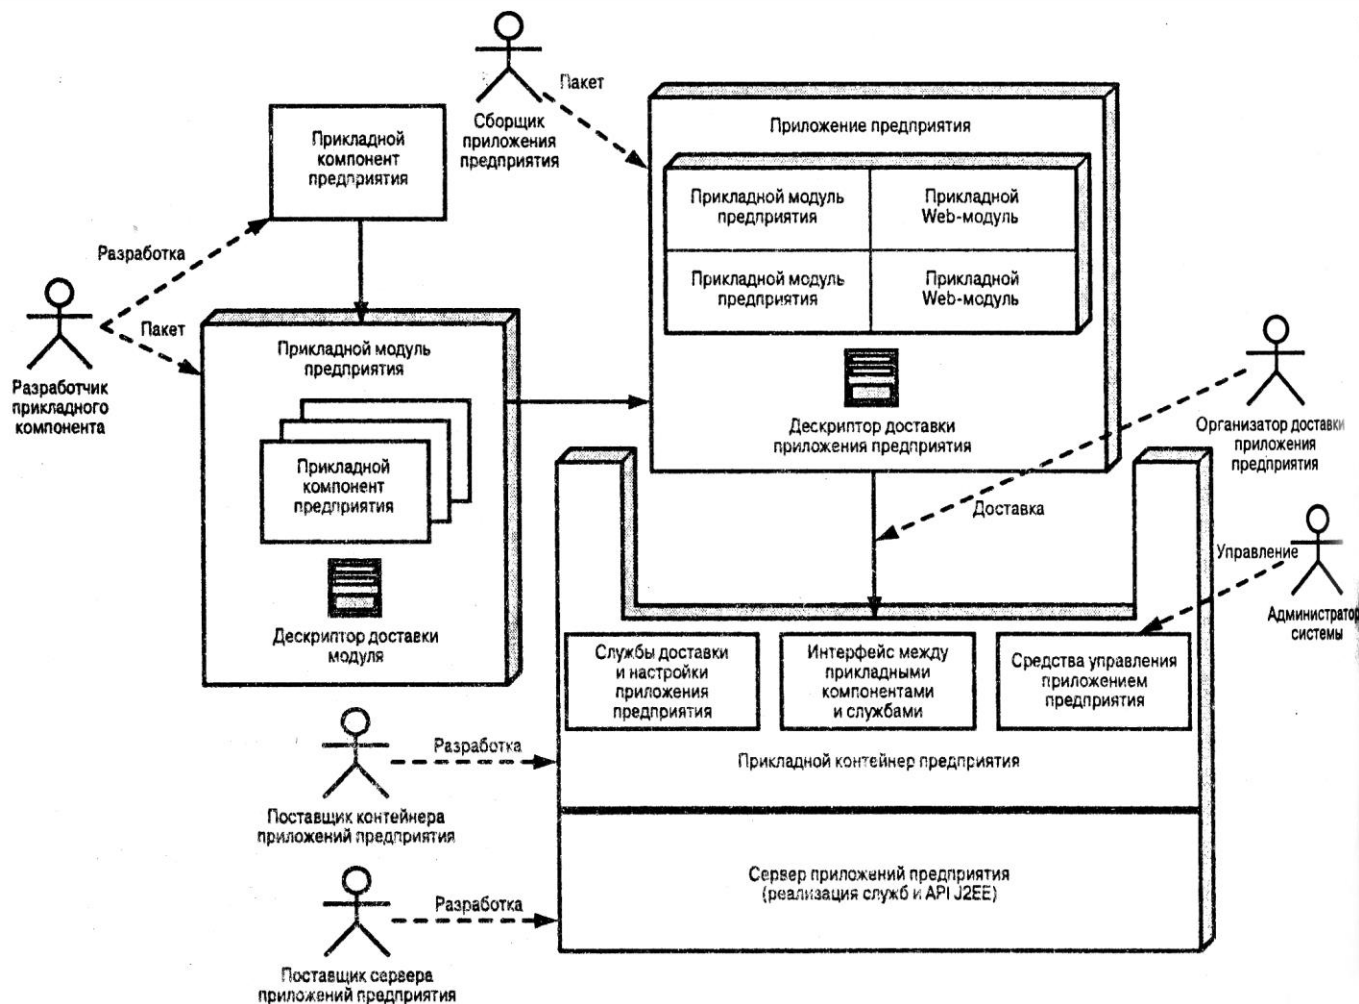 Пакет
Сборщик
приложения
предприятия
Прикладной
компонент
предприятия
Приложение предприятия
Прикладной модуль
предприятия
Прикладной
Web-модуль
Прикладной модуль
предприятия
Прикладной
Web-модуль
Дескриптор доставки
приложения предприятия
Разработка
Пакет
Разработчик
прикладного
компонента
Прикладной модуль
предприятия
Прикладной
компонент
предприятия
Дескриптор доставки
модуля
Организатор доставки
приложения
предприятия
Доставка
Управление
Администратор
системы
Службы доставки
и настройки
приложения
предприятия
Интерфейс между
прикладными
компонентами
и службами
Средства управления
приложением
предприятия
Прикладной контейнер предприятия
Разработка
Поставщик контейнера
приложений предприятия
Сервер приложений предприятия
(реализация служб и API J2EE)
Разработка
Поставщик сервера
приложений предприятия